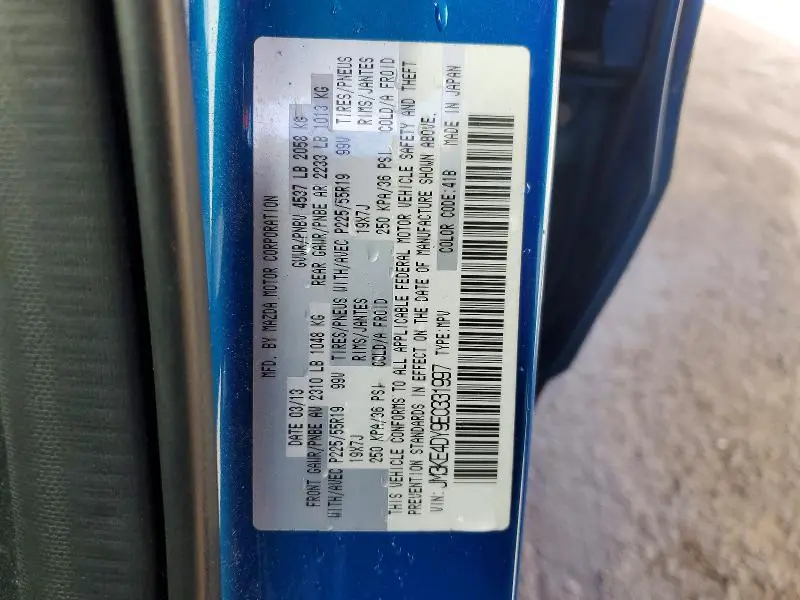 MFD. BY MAZDA MOTOR CORPORATION
DATE 03/13 GVWR/PNBV 4537 LB 2058 KG
FRONT GAWR/PNBE AV 2310 LB 1048 KG REAR GAWR/PNBE AR 2233 LB 1013 KG
WITH/AVEC P225/55R19 99V TIRES/PNEUS WITH/AVEC P225/55R19 99V TIRES/PNEUS
19X7J RIMS/JANTES 19X7J RIMS/JANTES
250 KPA/36 PSI. COLD/A FROID 250 KPA/36 PSI. COLD/A FROID
THIS VEHICLE CONFORMS TO ALL APPLICABLE FEDERAL MOTOR VEHICLE SAFETY AND THEFT
PREVENTION STANDARDS IN EFFECT ON THE DATE OF MANUFACTURE SHOWN ABOVE.
VIN: JM3KE4DY9E0331997 TYPE: MPV COLOR CODE: 41B MADE IN JAPAN